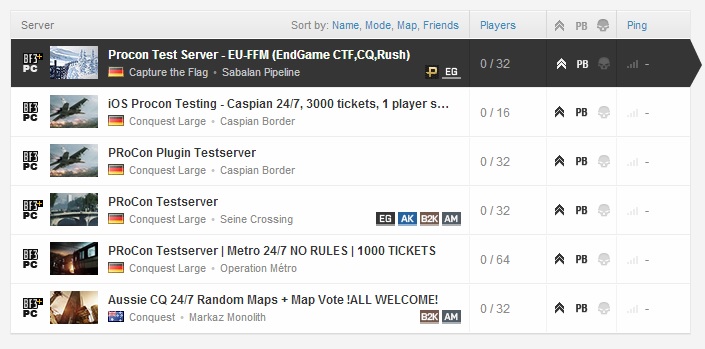 Server Sort by: Name, Mode, Map, Friends Players PB Ping
BF3+ PC Procon Test Server - EU-FFM (EndGame CTF,CQ,Rush) 0 / 32 PB -
Capture the Flag • Sabalan Pipeline P EG
BF3 PC iOS Procon Testing - Caspian 24/7, 3000 tickets, 1 player s... 0 / 16 PB -
Conquest Large • Caspian Border
BF3 PC PRoCon Plugin Testserver 0 / 32 PB -
Conquest Large • Caspian Border
BF3+ PC PRoCon Testserver 0 / 32 PB -
Conquest Large • Seine Crossing EG AK B2K AM
BF3 PC PRoCon Testserver | Metro 24/7 NO RULES | 1000 TICKETS 0 / 64 PB -
Conquest Large • Operation Métro
BF3+ PC Aussie CQ 24/7 Random Maps + Map Vote !ALL WELCOME! 0 / 32 PB -
Conquest • Markaz Monolith B2K AM